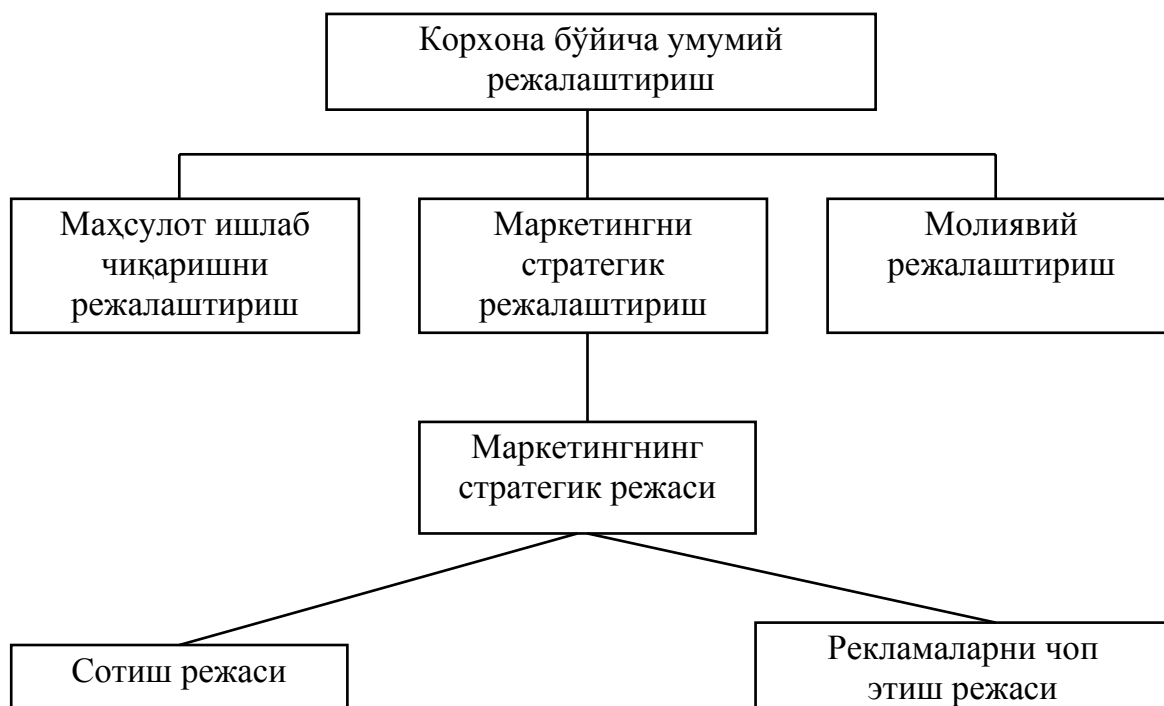 Корхона бўйича умумий
режалаштириш
Маҳсулот ишлаб
чиқаришни
режалаштириш
Маркетингни
стратегик
режалаштириш
Молиявий
режалаштириш
Маркетингнинг
стратегик режаси
Сотиш режаси
Рекламаларни чоп
этиш режаси